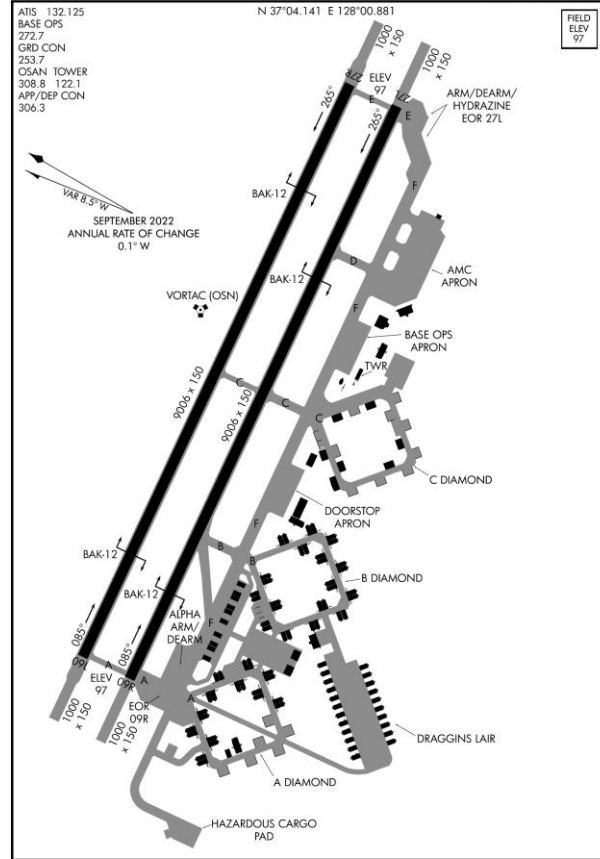 ATIS 132.125
BASE OPS
272.7
GRD CON
253.7
OSAN TOWER
308.8 122.1
APP/DEP CON
306.3
N 37°04.141 E 128°00.881
FIELD
ELEV
97
1000
x 150
1000
x 150
27R
ELEV
97
27L
E
E
265°
265°
ARM/DEARM/
HYDRAZINE
EOR 27L
F
VAR 8.5° W
SEPTEMBER 2022
ANNUAL RATE OF CHANGE
0.1° W
BAK-12
BAK-12
D
AMC
APRON
VORTAC (OSN)
F
BASE OPS
APRON
TWR
9006 x 150
9006 x 150
C
C
C
C DIAMOND
DOORSTOP
APRON
F
B
B
B DIAMOND
BAK-12
BAK-12
ALPHA
ARM/
DEARM
F
085°
085°
09L
A
ELEV
97
09R
A
A
EOR
09R
1000
x 150
1000
x 150
DRAGGINS LAIR
A DIAMOND
HAZARDOUS CARGO
PAD